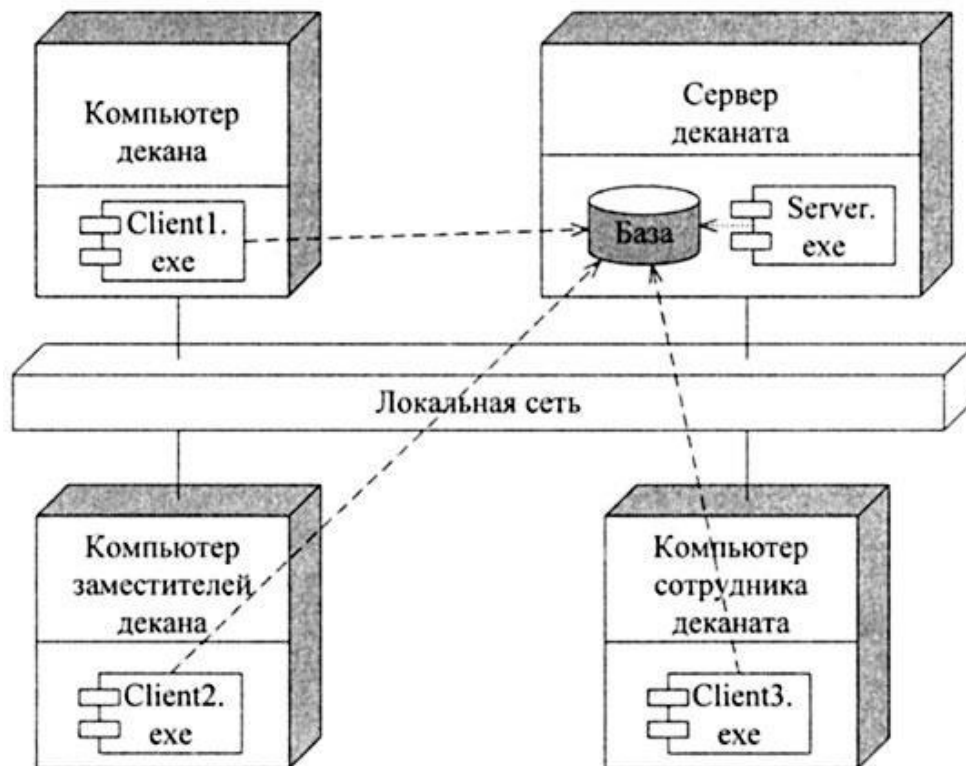 Компьютер
декана
Client1.
exe
Сервер
деканата
База
Server.
exe
Локальная сеть
Компьютер
заместителей
декана
Client2.
exe
Компьютер
сотрудника
деканата
Client3.
exe